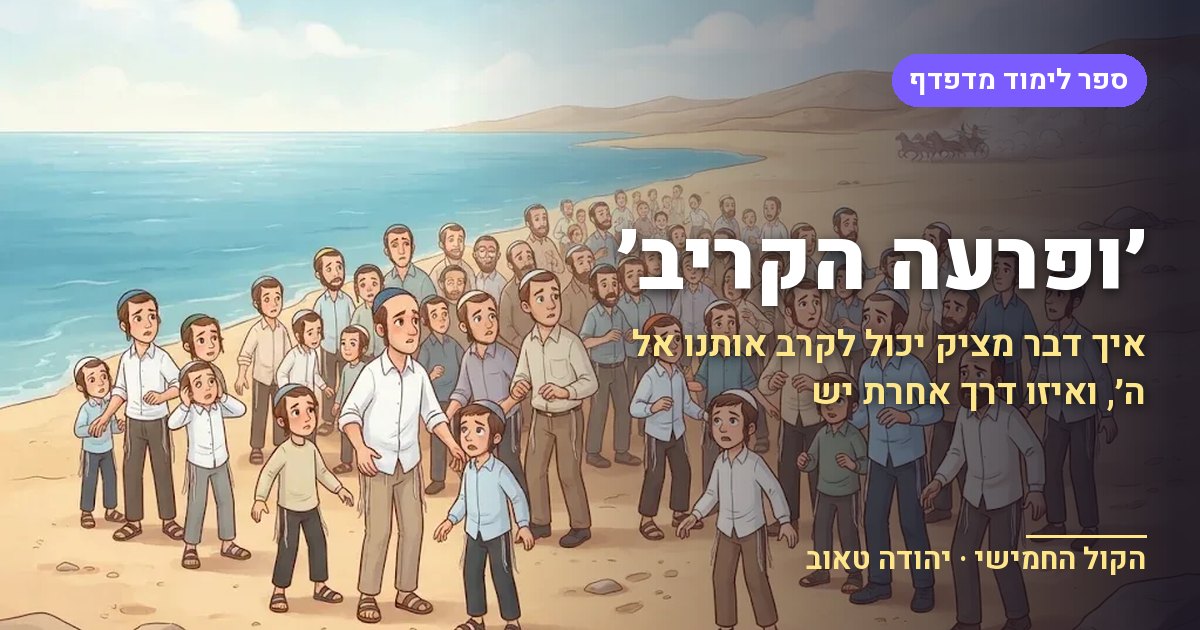 ספר לימוד מדפדף
'ופרעה הקריב'
איך דבר מציק יכול לקרב אותנו אל
ה', ואיזו דרך אחרת יש
הקול החמישי · יהודה טאוב